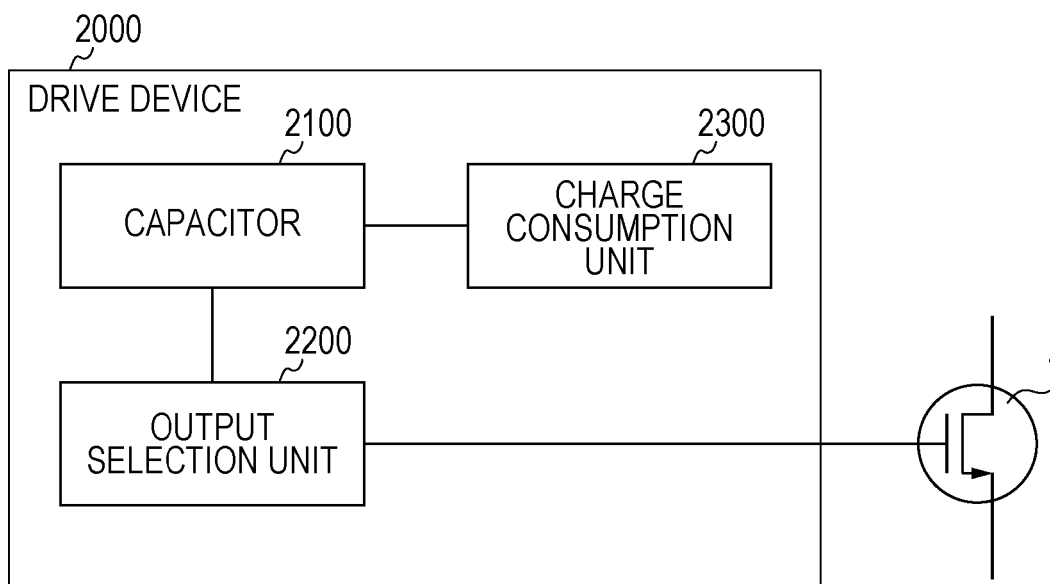 2000
DRIVE DEVICE
2100
2300
CAPACITOR
CHARGE
CONSUMPTION
UNIT
2200
OUTPUT
SELECTION UNIT